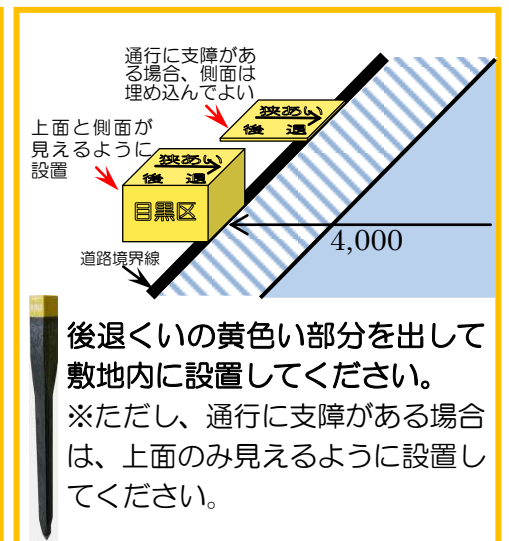 通行に支障があ
る場合、側面は
埋め込んでよい
狭あい
後 退
上面と側面が
見えるように
設置
狭あい
後 退
目黒区
4,000
道路境界線
後退くいの黄色い部分を出して
敷地内に設置してください。
※ただし、通行に支障がある場合
は、上面のみ見えるように設置し
てください。